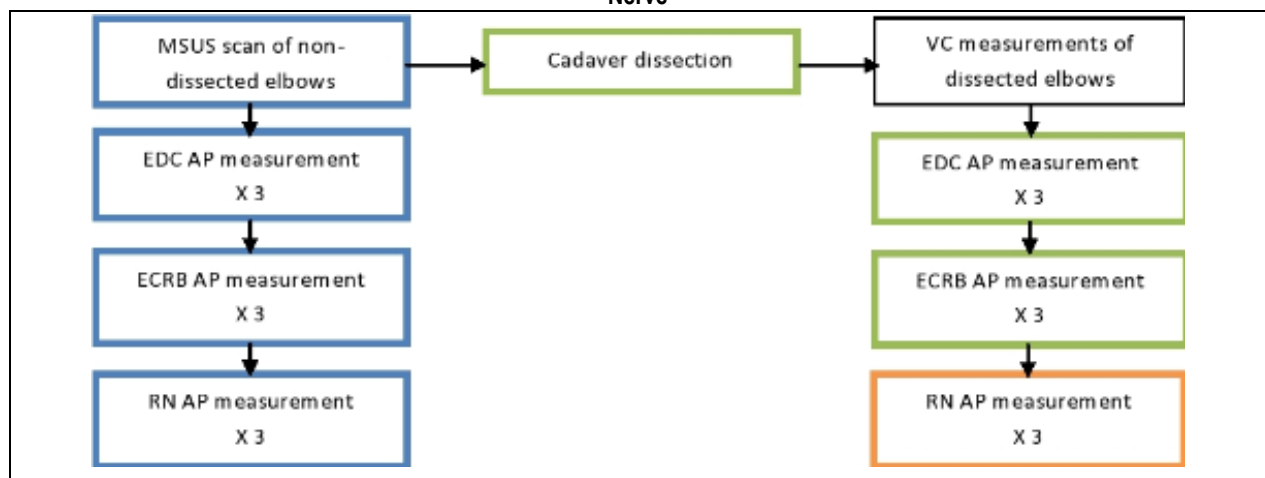 Nerve
MSUS scan of non-
dissected elbows
Cadaver dissection
VC measurements of
dissected elbows
EDC AP measurement
X 3
EDC AP measurement
X 3
ECRB AP measurement
X 3
ECRB AP measurement
X 3
RN AP measurement
X 3
RN AP measurement
X 3